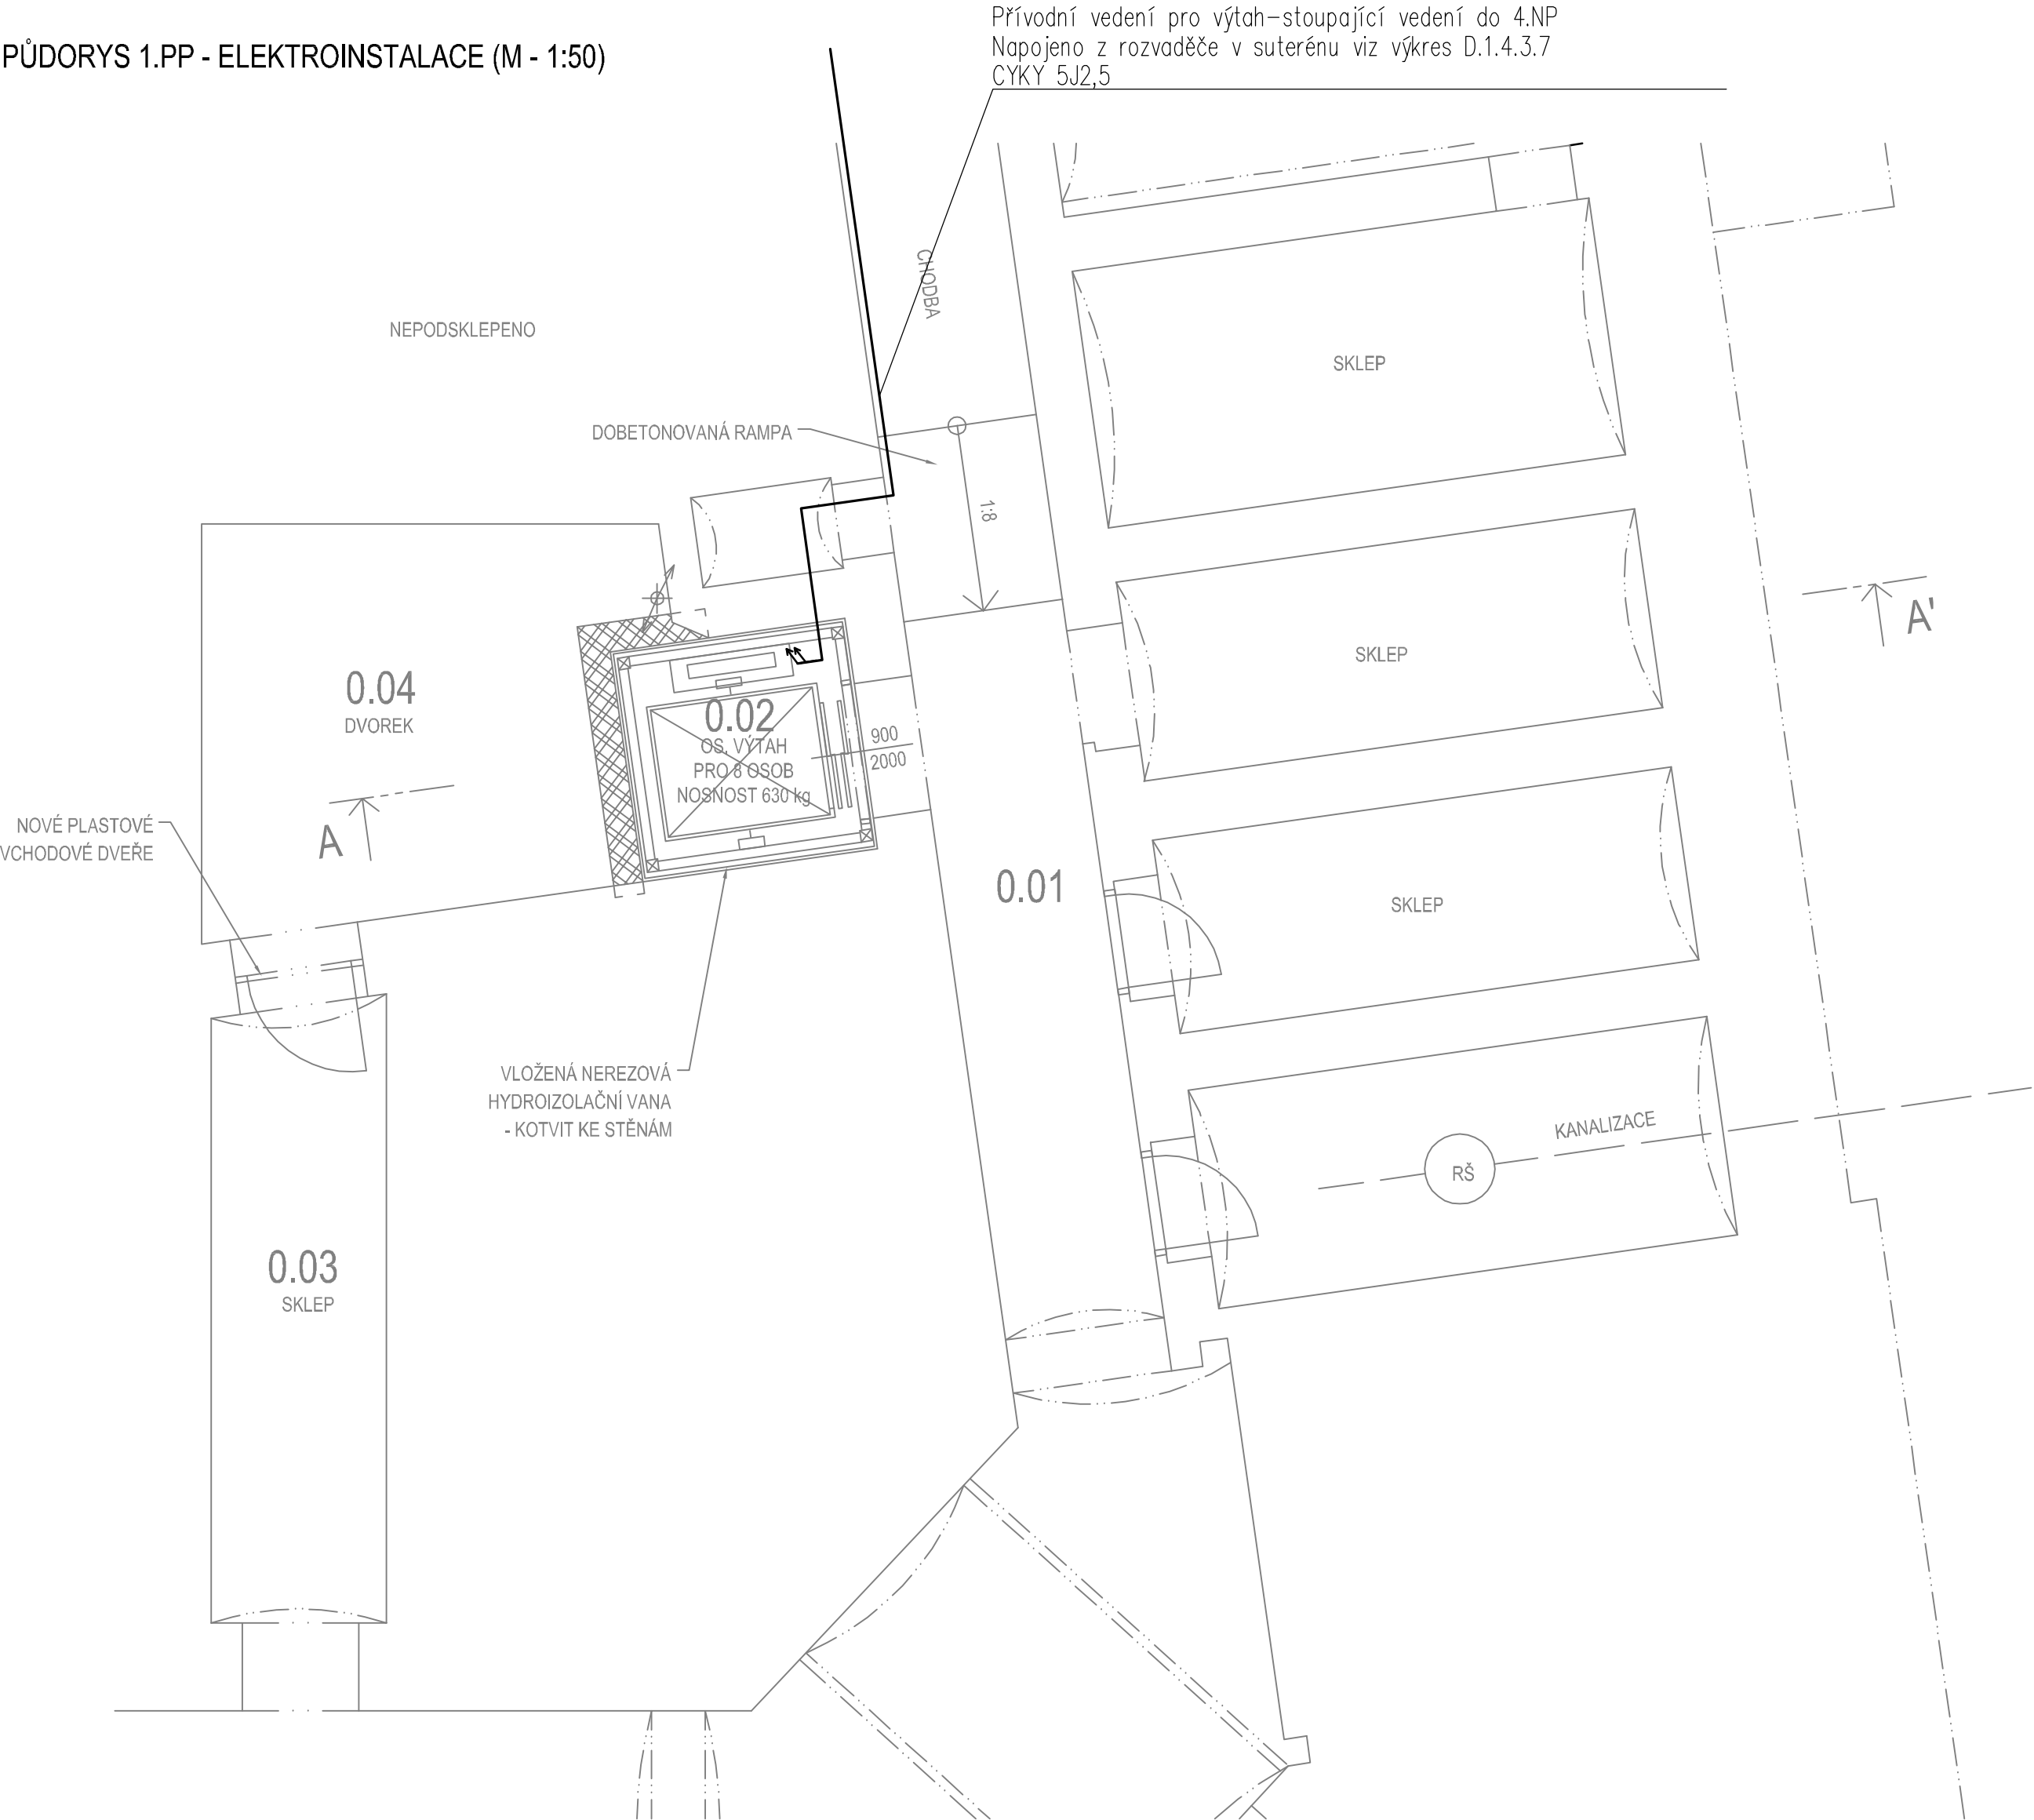 PŮDORYS 1.PP - ELEKTROINSTALACE (M - 1:50)
Přívodní vedení pro výtah-stoupající vedení do 4.NP
Napojeno z rozvaděče v suterénu viz výkres D.1.4.3.7
CYKY 5J2,5
CHODBA
NEPODSKLEPENO
SKLEP
DOBETONOVANÁ RAMPA
1:8
A'
SKLEP
0.04
DVOREK
0.02
OS. VÝTAH
PRO 8 OSOB
NOSNOST 630 kg
900
2000
NOVÉ PLASTOVÉ
VCHODOVÉ DVEŘE
A
0.01
SKLEP
VLOŽENÁ NEREZOVÁ
HYDROIZOLAČNÍ VANA
- KOTVIT KE STĚNÁM
KANALIZACE
RŠ
0.03
SKLEP